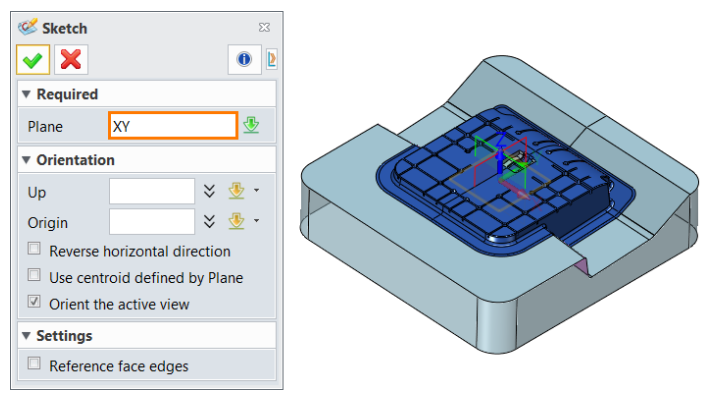 Sketch
Required
Plane XY
Orientation
Up
Origin
Reverse horizontal direction
Use centroid defined by Plane
Orient the active view
Settings
Reference face edges